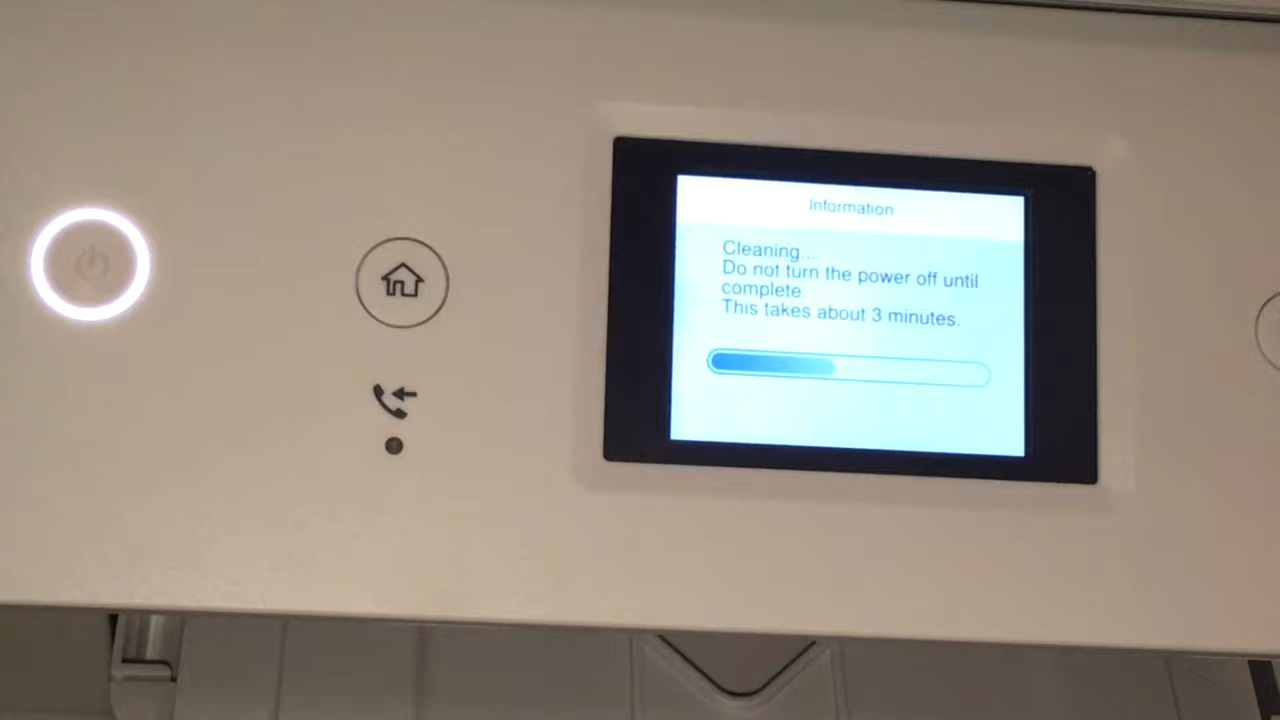 Information
Cleaning...
Do not turn the power off until
complete.
This takes about 3 minutes.